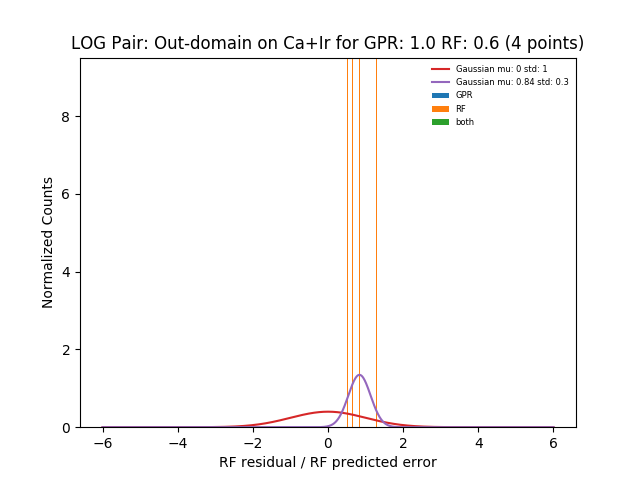 LOG Pair: Out-domain on Ca+Ir for GPR: 1.0 RF: 0.6 (4 points)
Gaussian mu: 0 std: 1
Gaussian mu: 0.84 std: 0.3
GPR
RF
both
Normalized Counts
8
6
4
2
0
−6 −4 −2 0 2 4 6
RF residual / RF predicted error